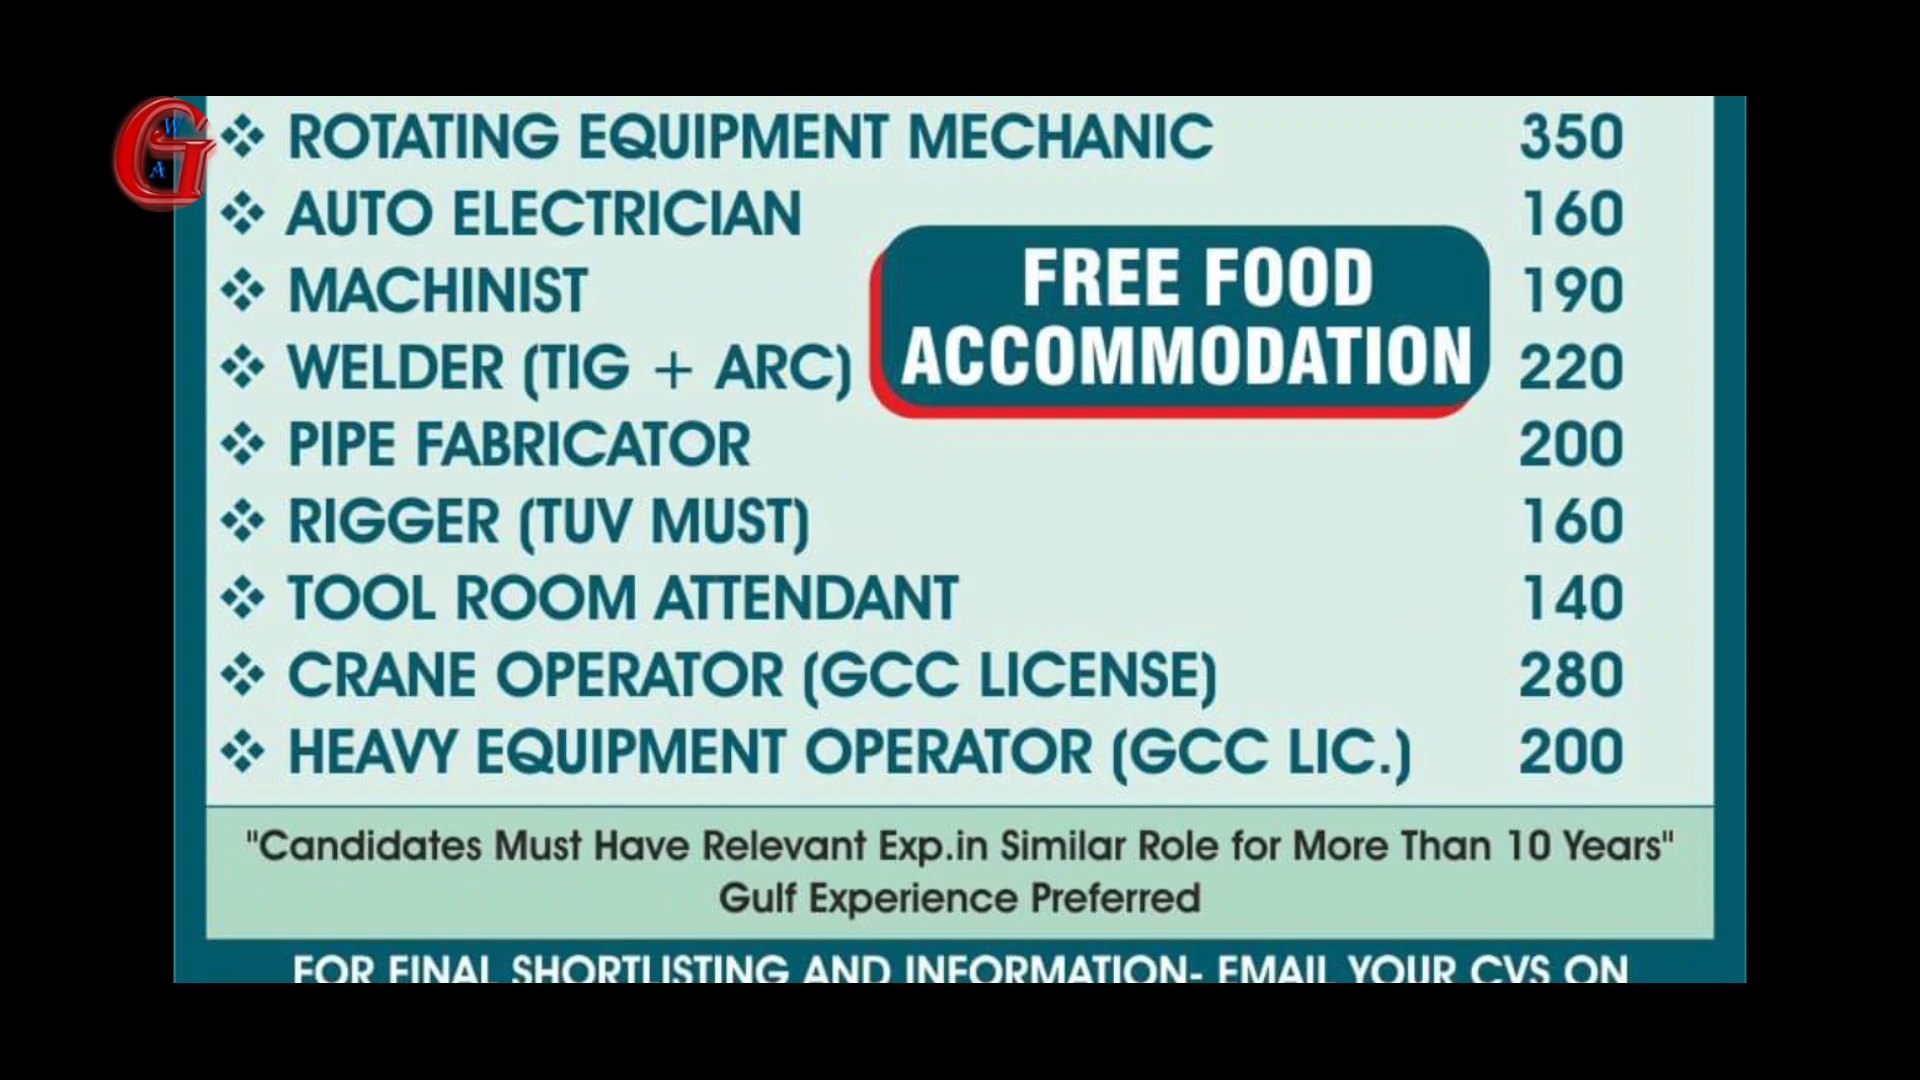 ROTATING EQUIPMENT MECHANIC 350
AUTO ELECTRICIAN 160
MACHINIST 190
WELDER (TIG + ARC) 220
FREE FOOD
ACCOMMODATION
PIPE FABRICATOR 200
RIGGER (TUV MUST) 160
TOOL ROOM ATTENDANT 140
CRANE OPERATOR (GCC LICENSE) 280
HEAVY EQUIPMENT OPERATOR (GCC LIC.) 200
"Candidates Must Have Relevant Exp.in Similar Role for More Than 10 Years"
Gulf Experience Preferred
FOR FINAL SHORTLISTING AND INFORMATION- EMAIL YOUR CVS ON
G W A